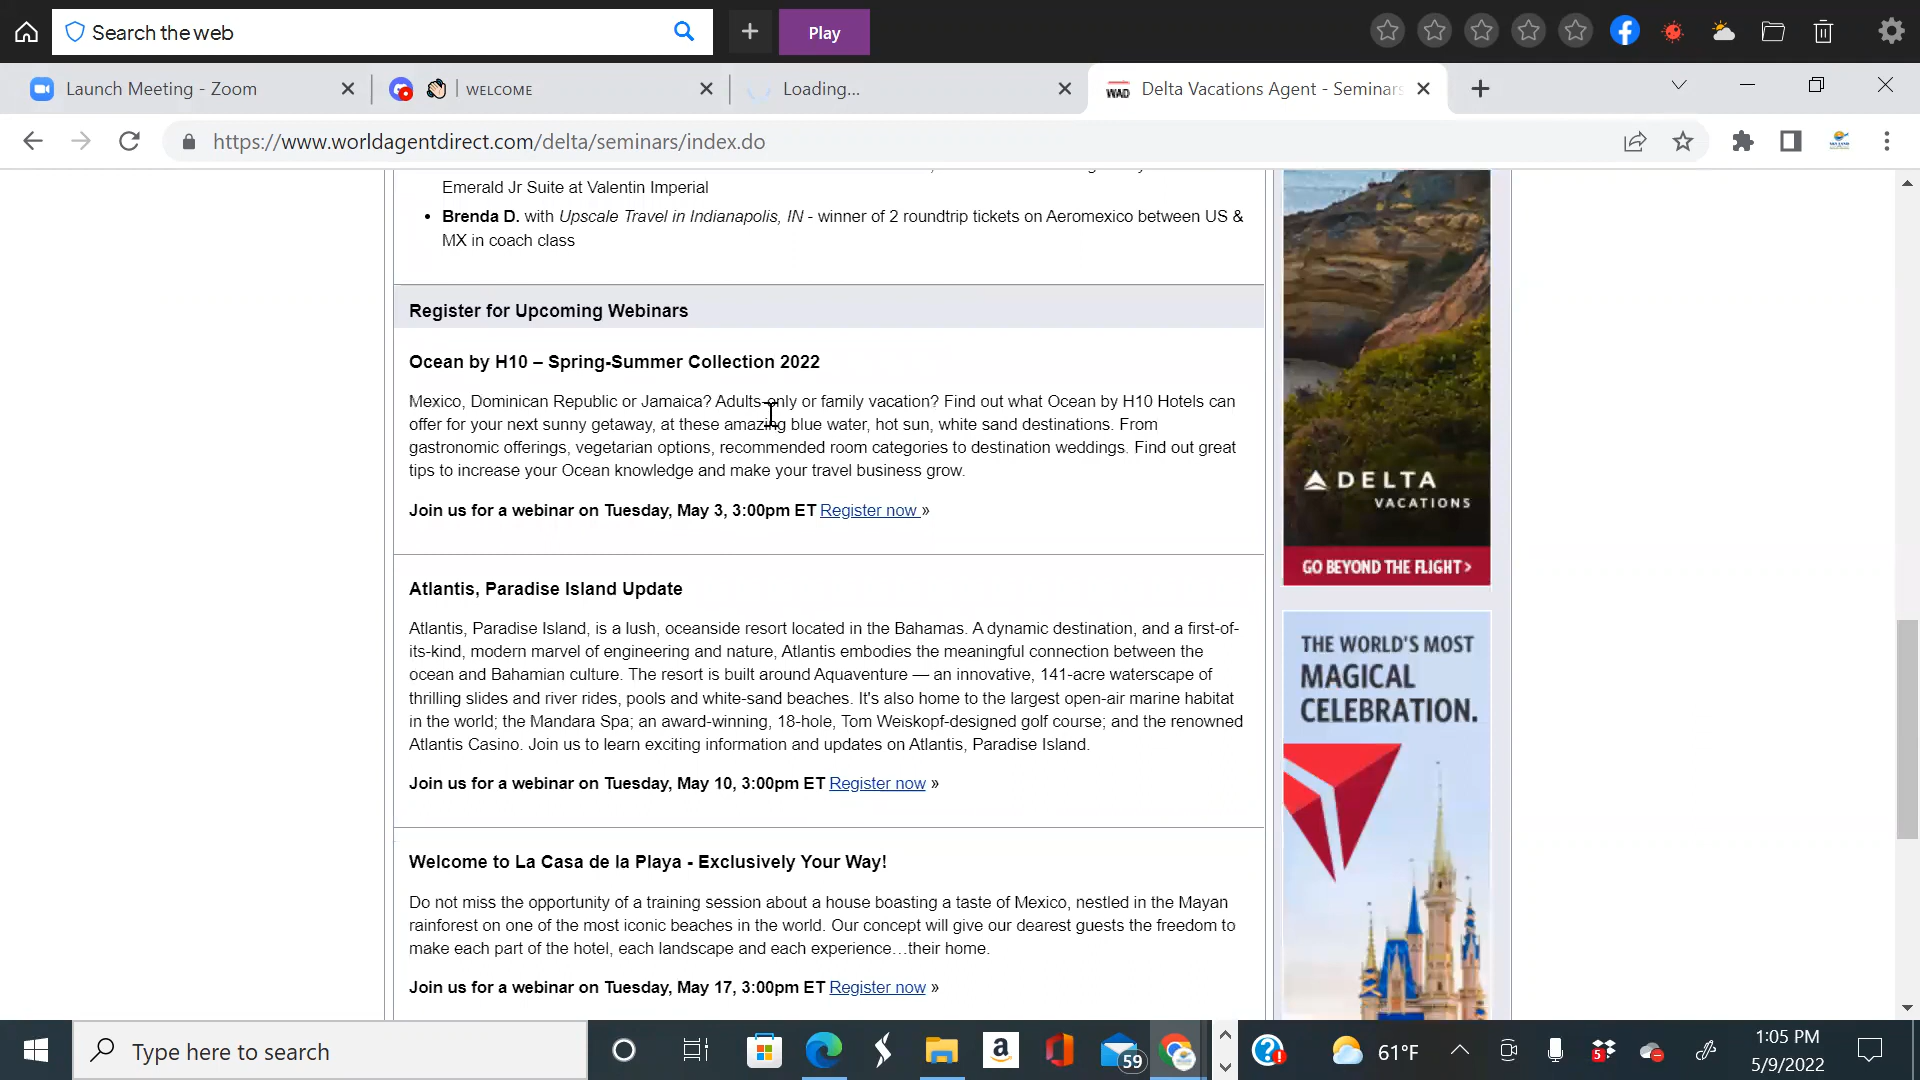 Search the web
Play
Launch Meeting - Zoom
WELCOME
Loading...
WAD
Delta Vacations Agent - Seminars
https://www.worldagentdirect.com/delta/seminars/index.do
Emerald Jr Suite at Valentin Imperial
• Brenda D. with Upscale Travel in Indianapolis, IN - winner of 2 roundtrip tickets on Aeromexico between US &
MX in coach class
Register for Upcoming Webinars
Ocean by H10 – Spring-Summer Collection 2022
Mexico, Dominican Republic or Jamaica? Adults-only or family vacation? Find out what Ocean by H10 Hotels can
offer for your next sunny getaway, at these amazing blue water, hot sun, white sand destinations. From
gastronomic offerings, vegetarian options, recommended room categories to destination weddings. Find out great
tips to increase your Ocean knowledge and make your travel business grow.
Join us for a webinar on Tuesday, May 3, 3:00pm ET Register now »
Atlantis, Paradise Island Update
Atlantis, Paradise Island, is a lush, oceanside resort located in the Bahamas. A dynamic destination, and a first-of-
its-kind, modern marvel of engineering and nature, Atlantis embodies the meaningful connection between the
ocean and Bahamian culture. The resort is built around Aquaventure — an innovative, 141-acre waterscape of
thrilling slides and river rides, pools and white-sand beaches. It's also home to the largest open-air marine habitat
in the world; the Mandara Spa; an award-winning, 18-hole, Tom Weiskopf-designed golf course; and the renowned
Atlantis Casino. Join us to learn exciting information and updates on Atlantis, Paradise Island.
Join us for a webinar on Tuesday, May 10, 3:00pm ET Register now »
Welcome to La Casa de la Playa - Exclusively Your Way!
Do not miss the opportunity of a training session about a house boasting a taste of Mexico, nestled in the Mayan
rainforest on one of the most iconic beaches in the world. Our concept will give our dearest guests the freedom to
make each part of the hotel, each landscape and each experience…their home.
Join us for a webinar on Tuesday, May 17, 3:00pm ET Register now »
DELTA
VACATIONS
GO BEYOND THE FLIGHT >
THE WORLD'S MOST
MAGICAL
CELEBRATION.
Type here to search
59
61°F
5
1:05 PM
5/9/2022